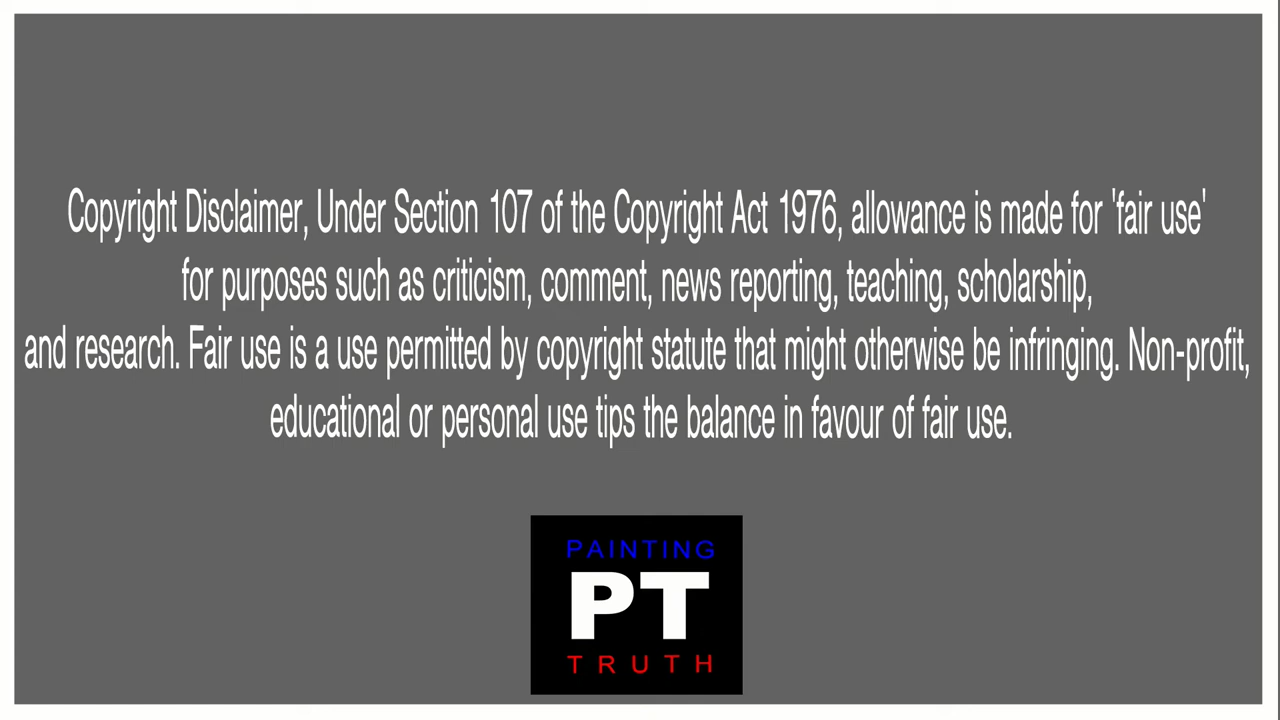 Copyright Disclaimer, Under Section 107 of the Copyright Act 1976, allowance is made for 'fair use'
for purposes such as criticism, comment, news reporting, teaching, scholarship,
and research. Fair use is a use permitted by copyright statute that might otherwise be infringing. Non-profit,
educational or personal use tips the balance in favour of fair use.
PAINTING
PT
TRUTH